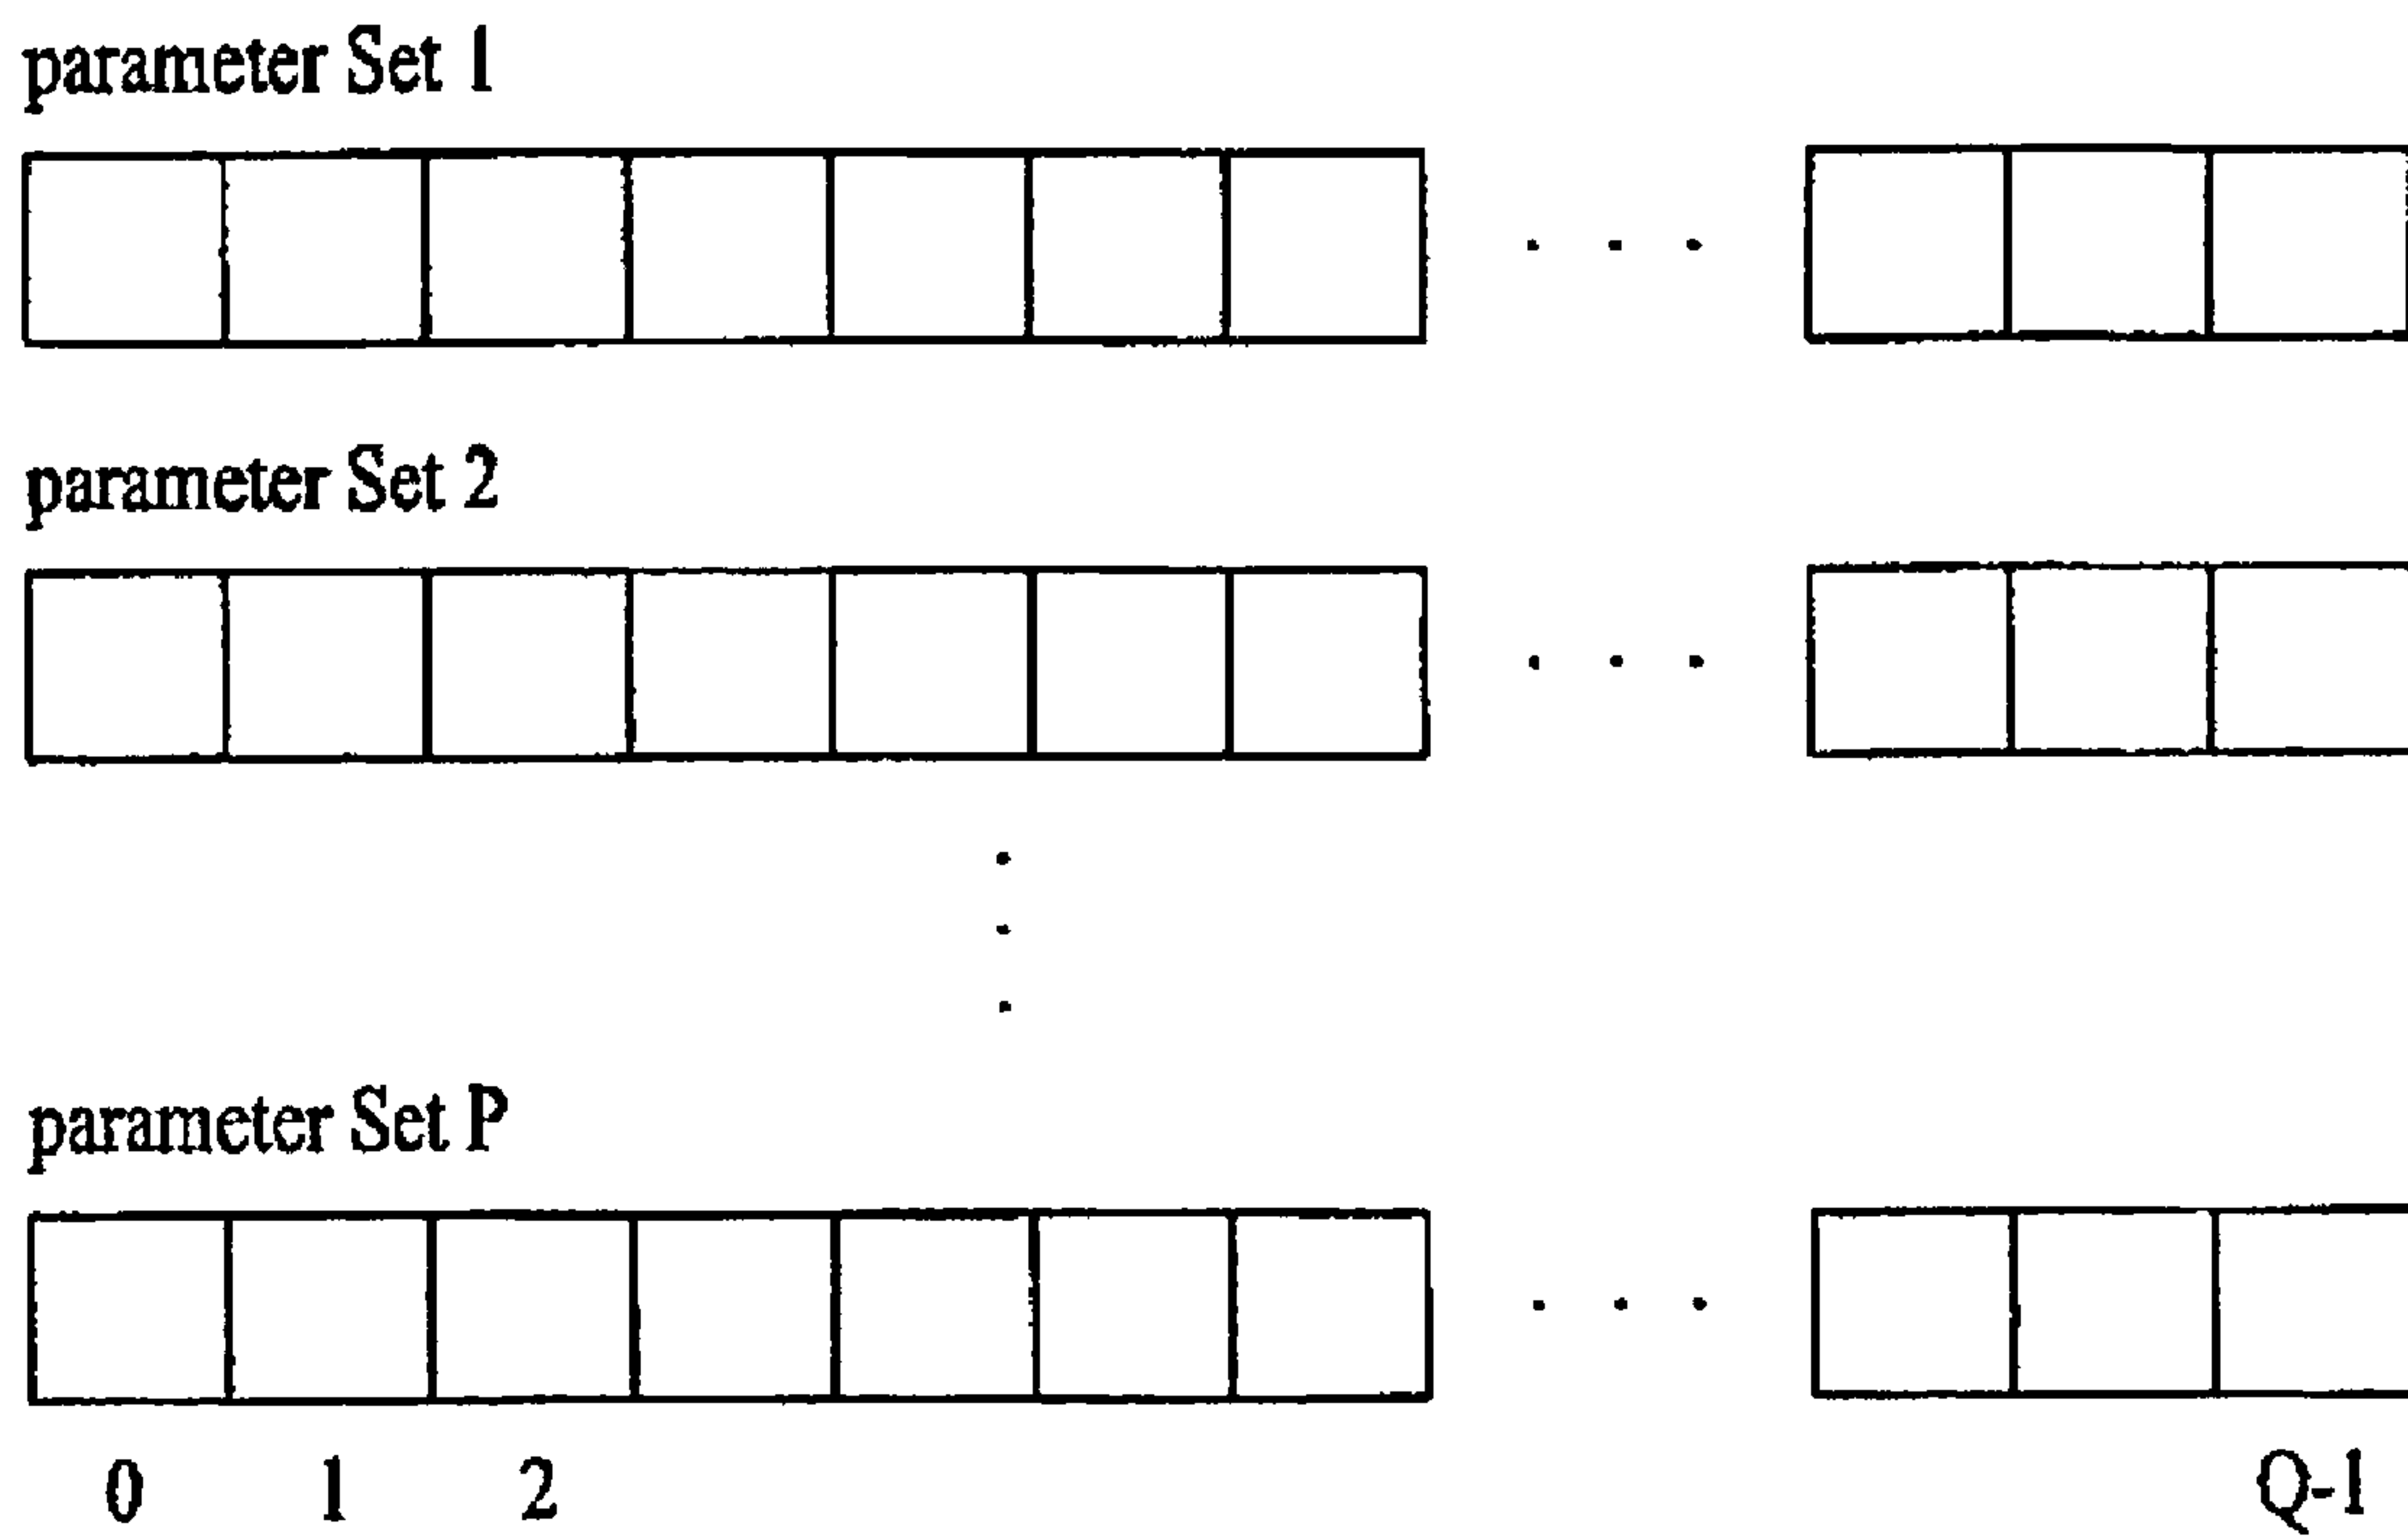 parameter Set 1
. . .
parameter Set 2
. . .
parameter Set P
. . .
0 1 2 Q-1